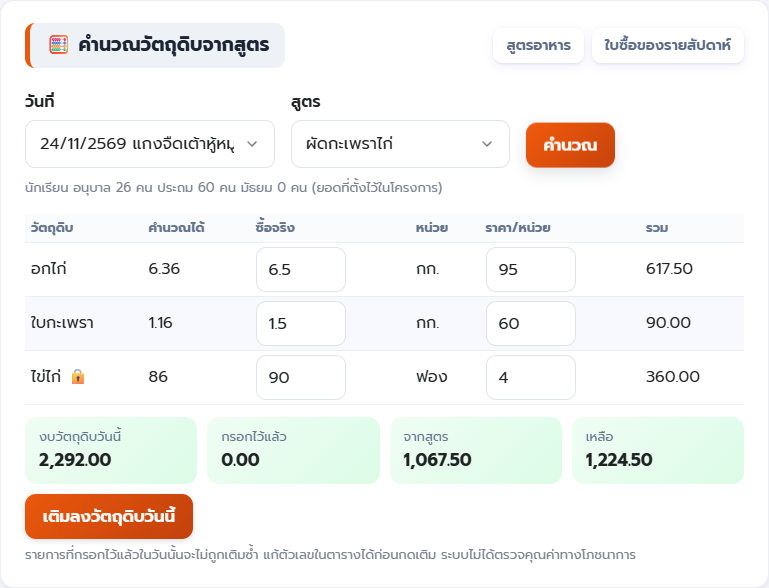 คำนวณวัตถุดิบจากสูตร
สูตรอาหาร
ใบซื้อของรายสัปดาห์
วันที่
สูตร
24/11/2569 แกงจืดเต้าหู้หมู
ผัดกะเพราไก่
คำนวณ
นักเรียน อนุบาล 26 คน ประถม 60 คน มัธยม 0 คน (ยอดที่ตั้งไว้ในโครงการ)
วัตถุดิบ คำนวณได้ ซื้อจริง หน่วย ราคา/หน่วย รวม
อกไก่ 6.36 6.5 กก. 95 617.50
ใบกะเพรา 1.16 1.5 กก. 60 90.00
ไข่ไก่ 86 90 ฟอง 4 360.00
งบวัตถุดิบวันนี้ กรอกไว้แล้ว จากสูตร เหลือ
2,292.00 0.00 1,067.50 1,224.50
เติมลงวัตถุดิบวันนี้
รายการที่กรอกไว้แล้วในวันนั้นจะไม่ถูกเติมซ้ำ แก้ตัวเลขในตารางได้ก่อนกดเติม ระบบไม่ได้ตรวจคุณค่าทางโภชนาการ